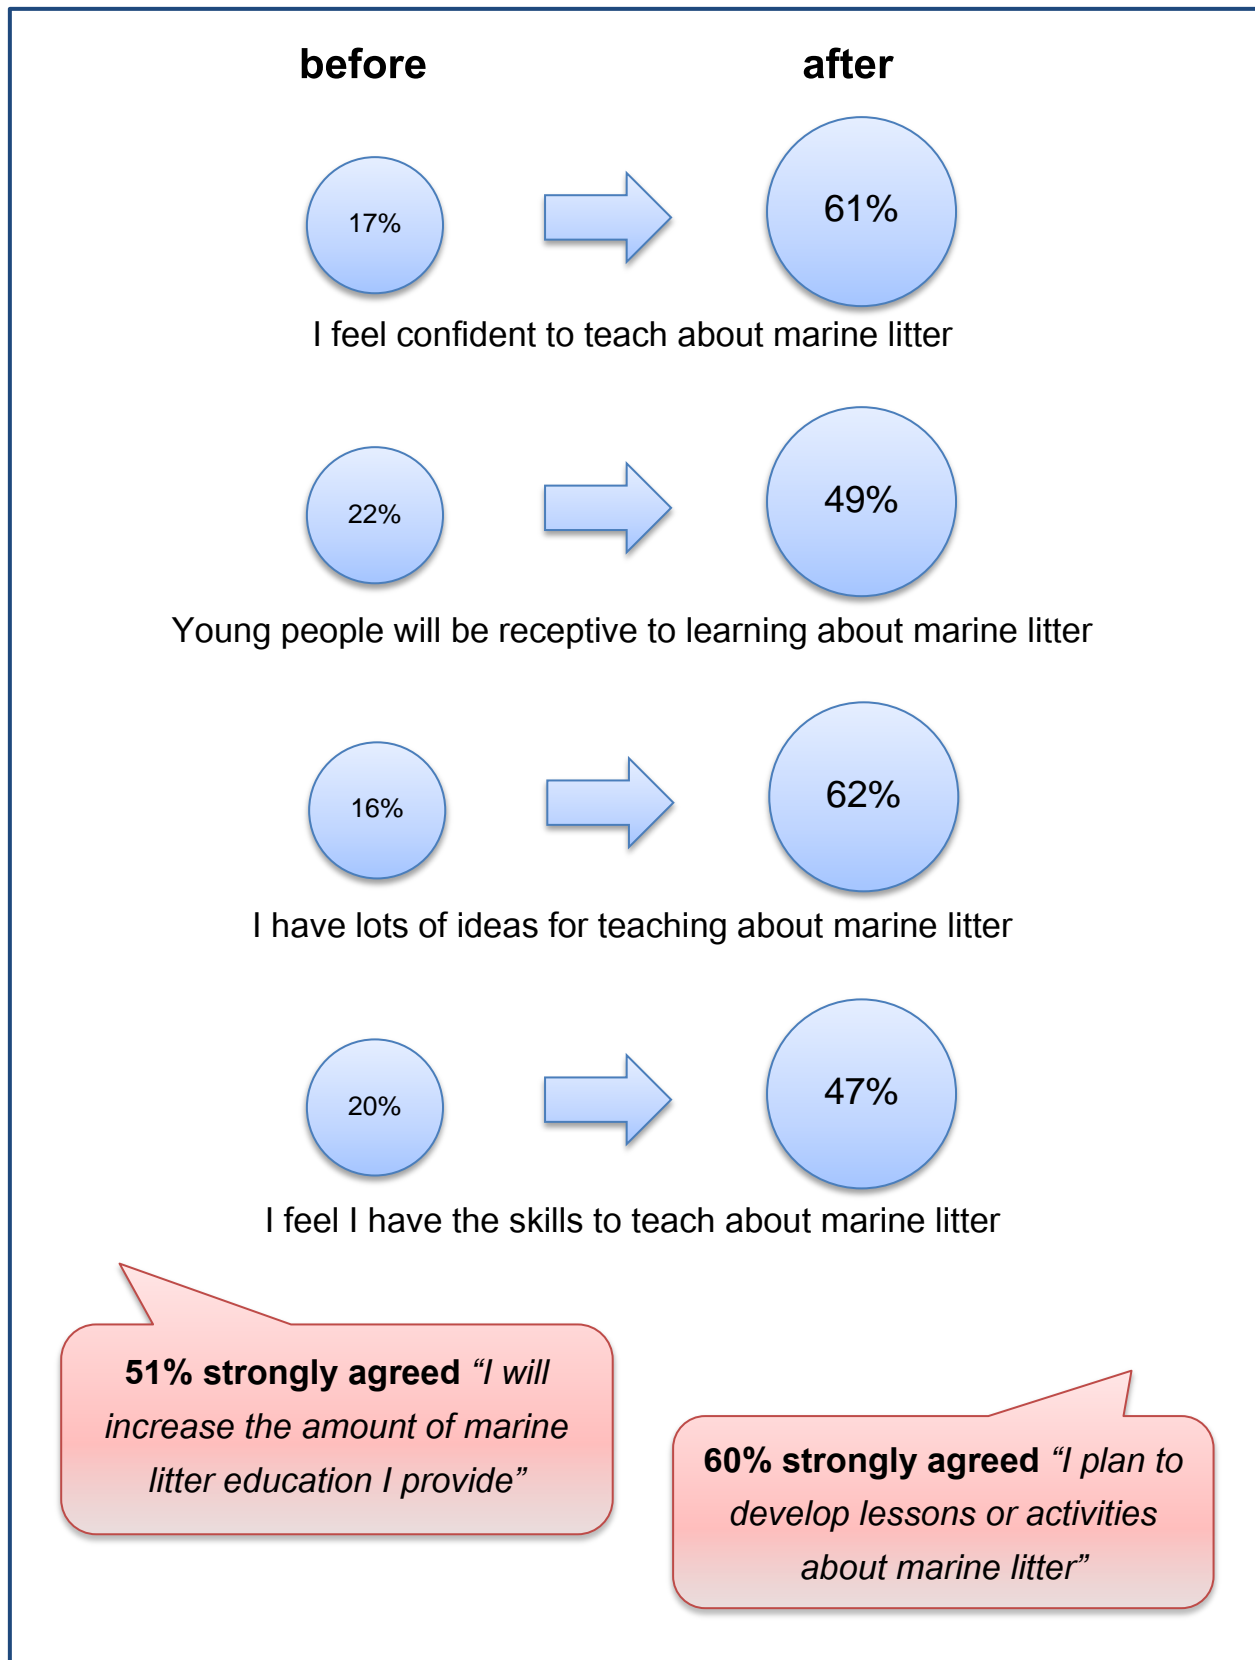 before after
17% 61%
I feel confident to teach about marine litter
22% 49%
Young people will be receptive to learning about marine litter
16% 62%
I have lots of ideas for teaching about marine litter
20% 47%
I feel I have the skills to teach about marine litter
51% strongly agreed “I will
increase the amount of marine
litter education I provide”
60% strongly agreed “I plan to
develop lessons or activities
about marine litter”